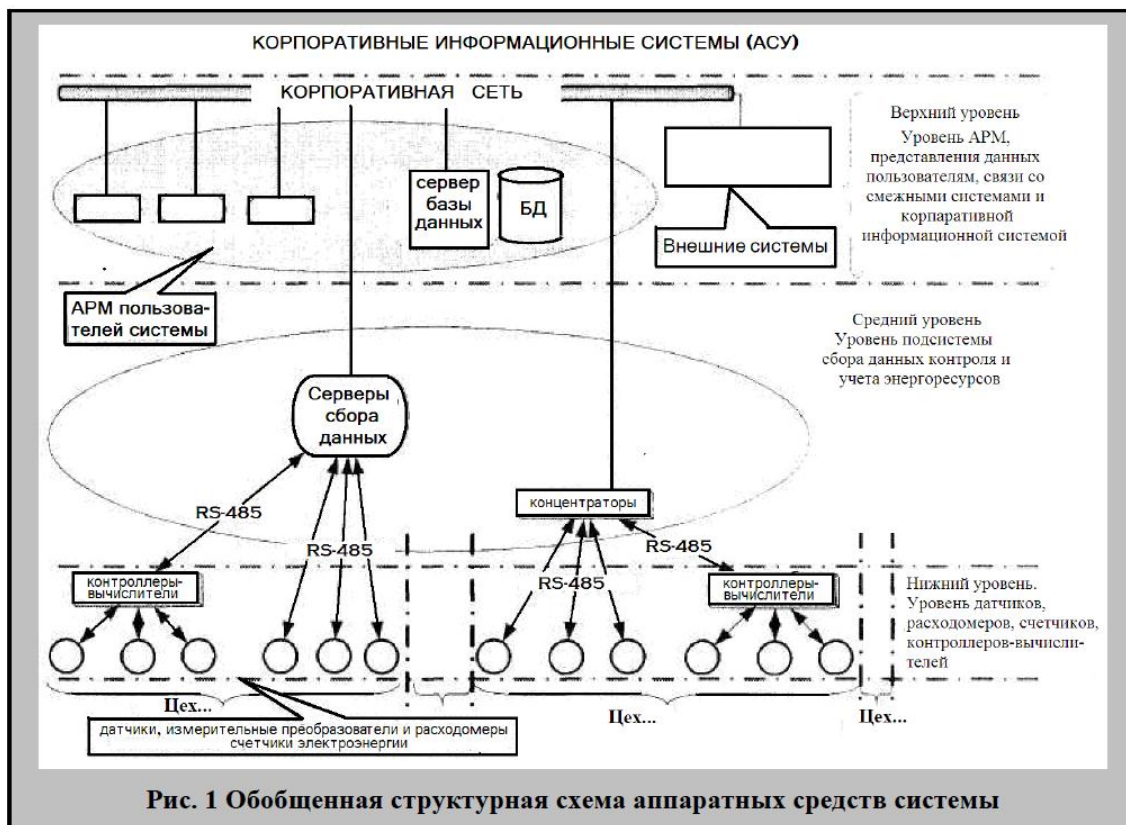 КОРПОРАТИВНЫЕ ИНФОРМАЦИОННЫЕ СИСТЕМЫ (АСУ)
КОРПОРАТИВНАЯ СЕТЬ
сервер
базы
данных
БД
Внешние системы
АРМ пользова-
телей системы
Верхний уровень
Уровень АРМ,
представления данных
пользователям, связи со
смежными системами и
корпаративной
информационной системой
Средний уровень
Уровень подсистемы
сбора данных контроля и
учета энергоресурсов
Серверы
сбора
данных
концентраторы
RS-485
RS-485
RS-485
RS-485
контроллеры-
вычислители
контроллеры-
вычислители
Нижний уровень.
Уровень датчиков,
расходомеров, счетчиков,
контроллеров-вычисли-
телей
Цех...
Цех...
Цех...
датчики, измерительные преобразователи и расходомеры
счетчики электроэнергии
Рис. 1 Обобщенная структурная схема аппаратных средств системы